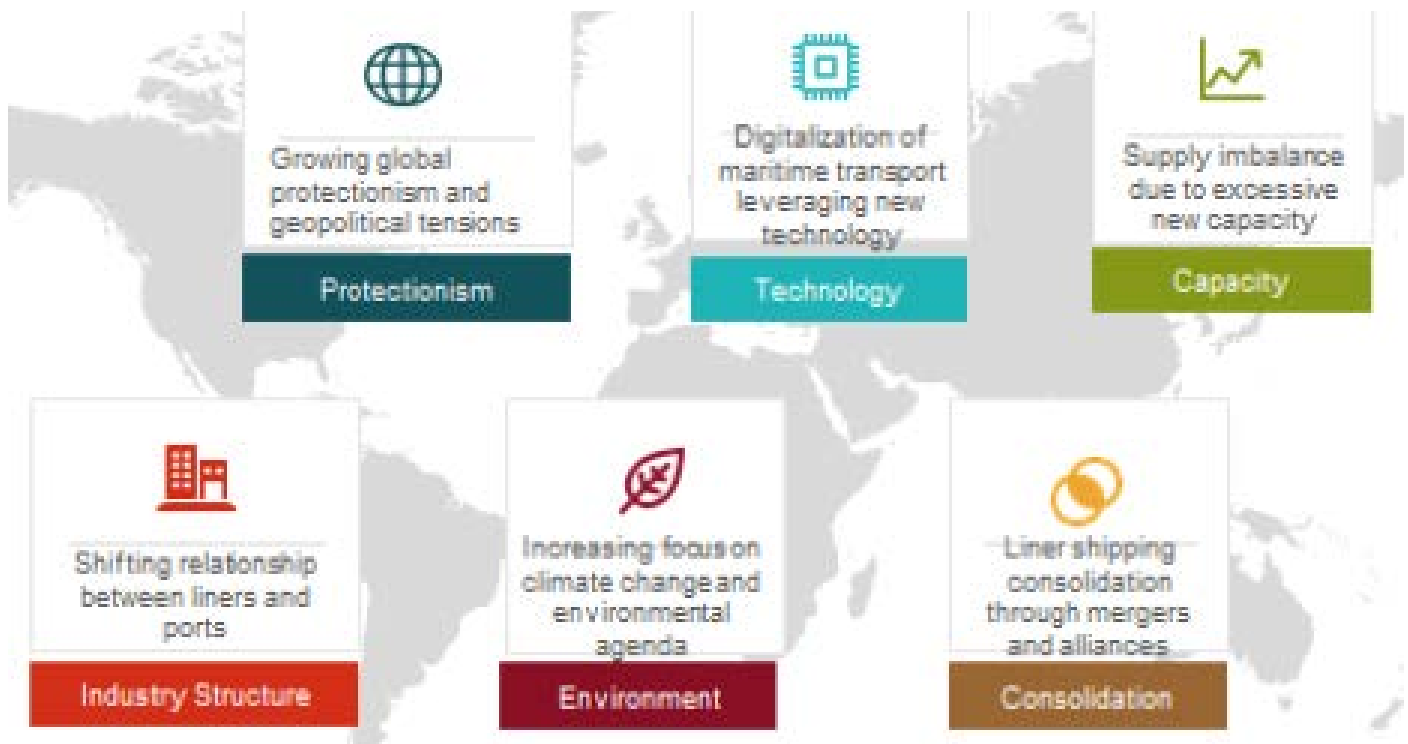 Growing global
protectionism and
geopolitical tensions
Protectionism
Digitalization of
maritime transport
leveraging new
technology
Technology
Supply imbalance
due to excessive
new capacity
Capacity
Shifting relationship
between liners and
ports
Industry Structure
Increasing focus on
climate change and
environmental
agenda
Environment
Liner shipping
consolidation
through mergers
and alliances
Consolidation